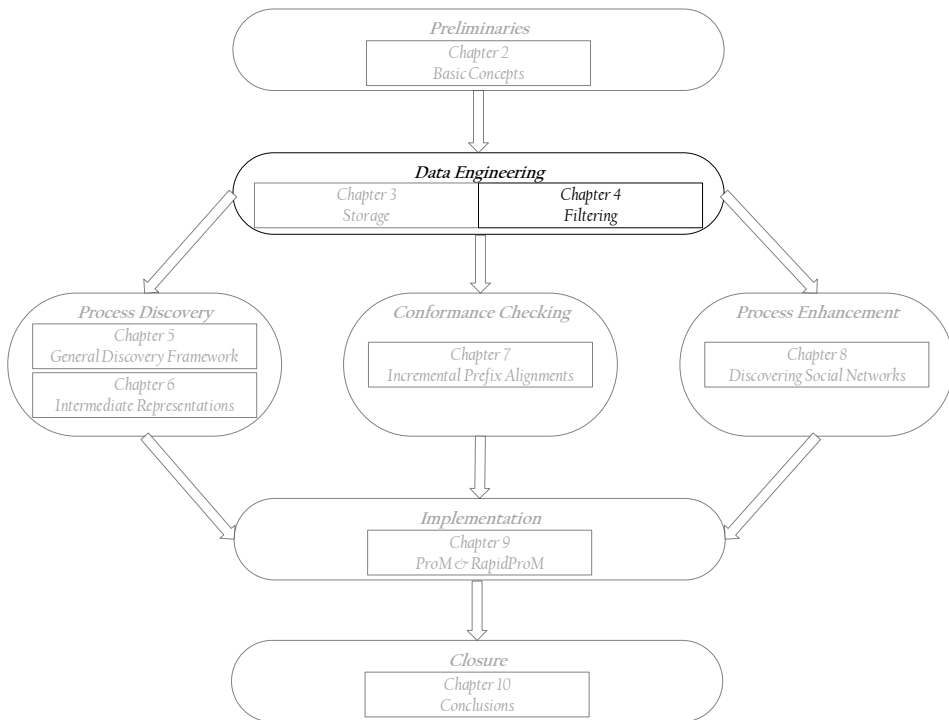 Preliminaries
Chapter 2
Basic Concepts
Data Engineering
Chapter 3
Storage
Chapter 4
Filtering
Process Discovery
Chapter 5
General Discovery Framework
Chapter 6
Intermediate Representations
Conformance Checking
Chapter 7
Incremental Prefix Alignments
Process Enhancement
Chapter 8
Discovering Social Networks
Implementation
Chapter 9
ProM & RapidProM
Closure
Chapter 10
Conclusions